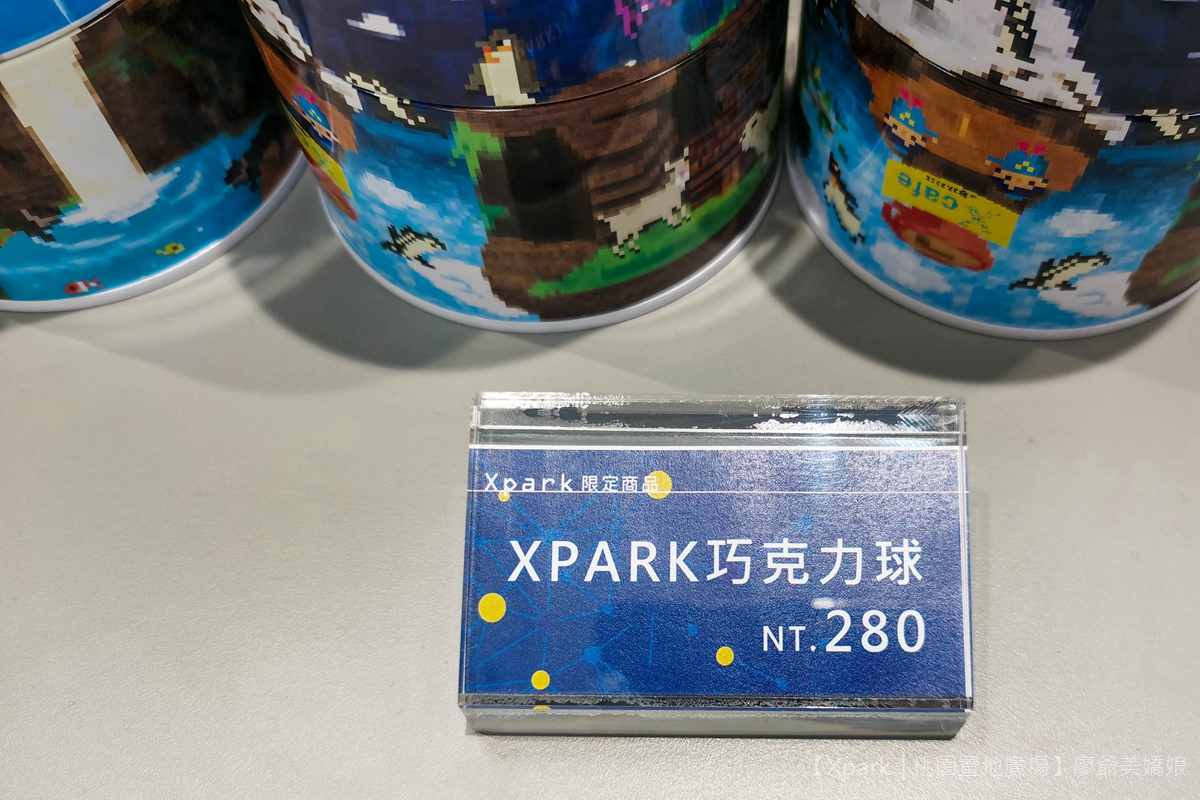 cafe
Xpark 限定商品
XPARK巧克力球
NT.280
【Xpark｜桃園置地廣場】廖爺美嬌娘